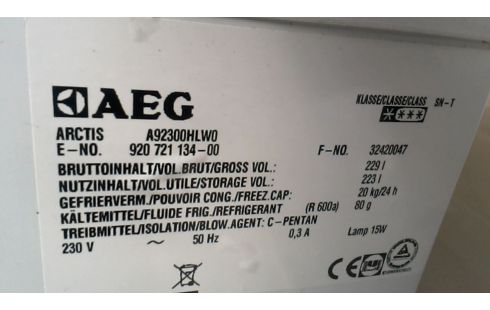 AEG
KLASSE/CLASSE/CLASS SN-T
ARCTIS A92300HLW0
E-NO. 920 721 134-00 F-NO. 32420047
BRUTTOINHALT/VOL.BRUT/GROSS VOL.: 229 l
NUTZINHALT/VOL.UTILE/STORAGE VOL.: 223 l
GEFRIERVERM./POUVOIR CONG./FREEZ.CAP: 20 kg/24 h
KÄLTEMITTEL/FLUIDE FRIG./REFRIGERANT (R 600a) 80 g
TREIBMITTEL/ISOLATION/BLOW. AGENT: C-PENTAN
230 V ~ 50 Hz 0,3 A Lamp 15W
CE